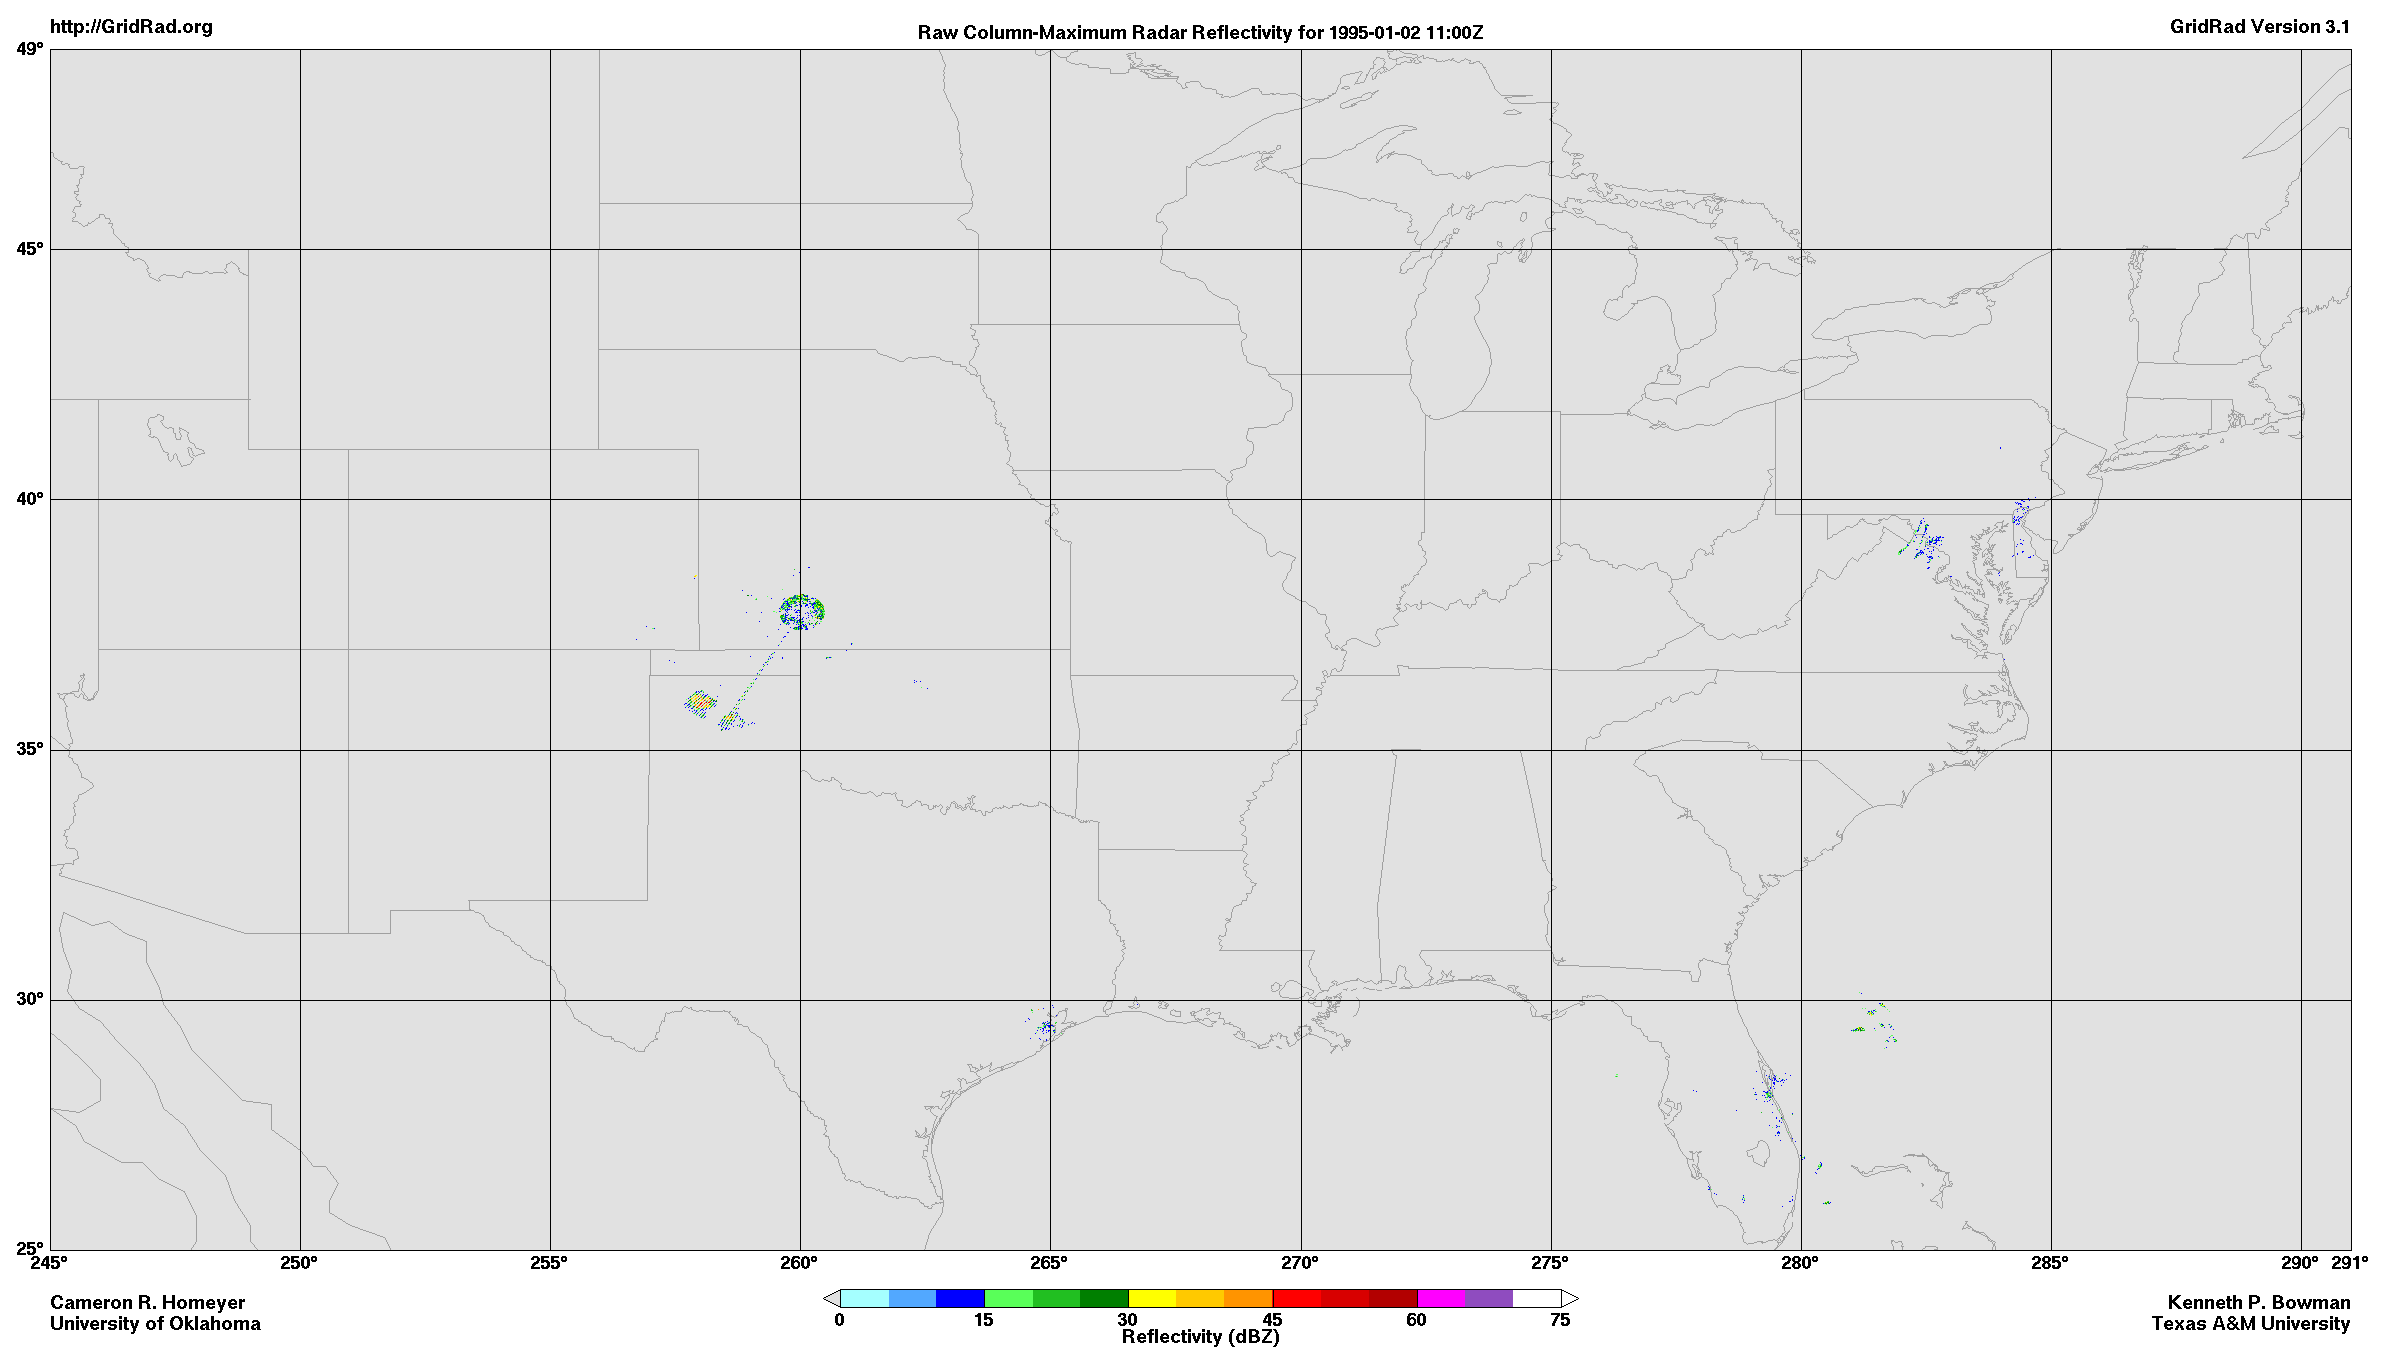 http://GridRad.org
Raw Column-Maximum Radar Reflectivity for 1995-01-02 11:00Z
GridRad Version 3.1
49°
45°
40°
35°
30°
25°
245° 250° 255° 260° 265° 270° 275° 280° 285° 290° 291°
Cameron R. Homeyer
University of Oklahoma
0 15 30 45 60 75
Reflectivity (dBZ)
Kenneth P. Bowman
Texas A&M University